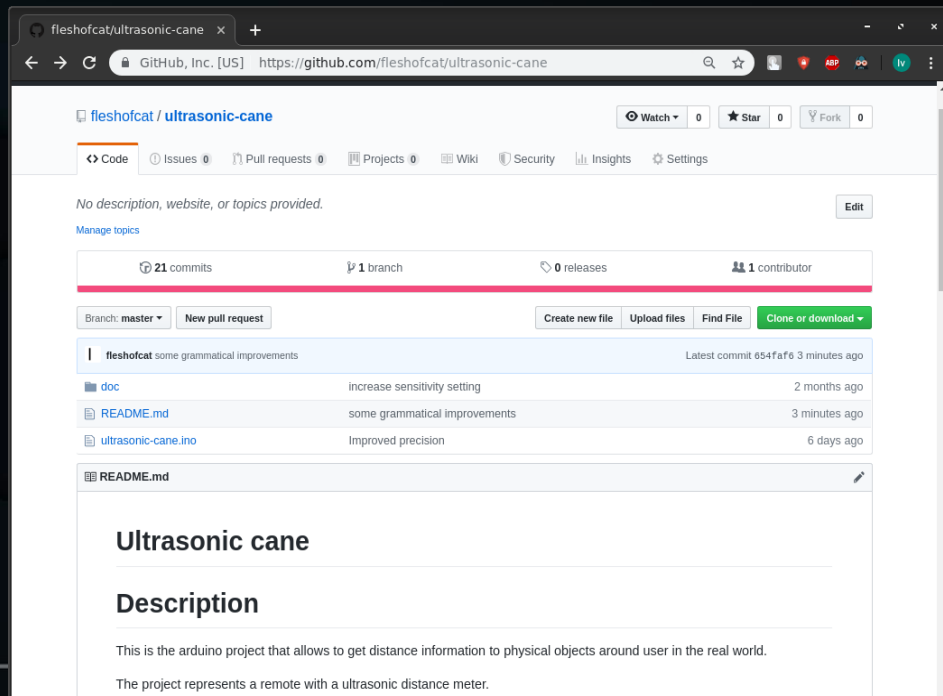 fleshofcat/ultrasonic-cane
GitHub, Inc. [US] https://github.com/fleshofcat/ultrasonic-cane ABP Iv
fleshofcat / ultrasonic-cane Watch 0 Star 0 Fork 0
Code Issues 0 Pull requests 0 Projects 0 Wiki Security Insights Settings
No description, website, or topics provided. Edit
Manage topics
21 commits 1 branch 0 releases 1 contributor
Branch: master New pull request Create new file Upload files Find File Clone or download
fleshofcat some grammatical improvements Latest commit 654faf6 3 minutes ago
doc increase sensitivity setting 2 months ago
README.md some grammatical improvements 3 minutes ago
ultrasonic-cane.ino Improved precision 6 days ago
README.md
Ultrasonic cane
Description
This is the arduino project that allows to get distance information to physical objects around user in the real world.
The project represents a remote with a ultrasonic distance meter.